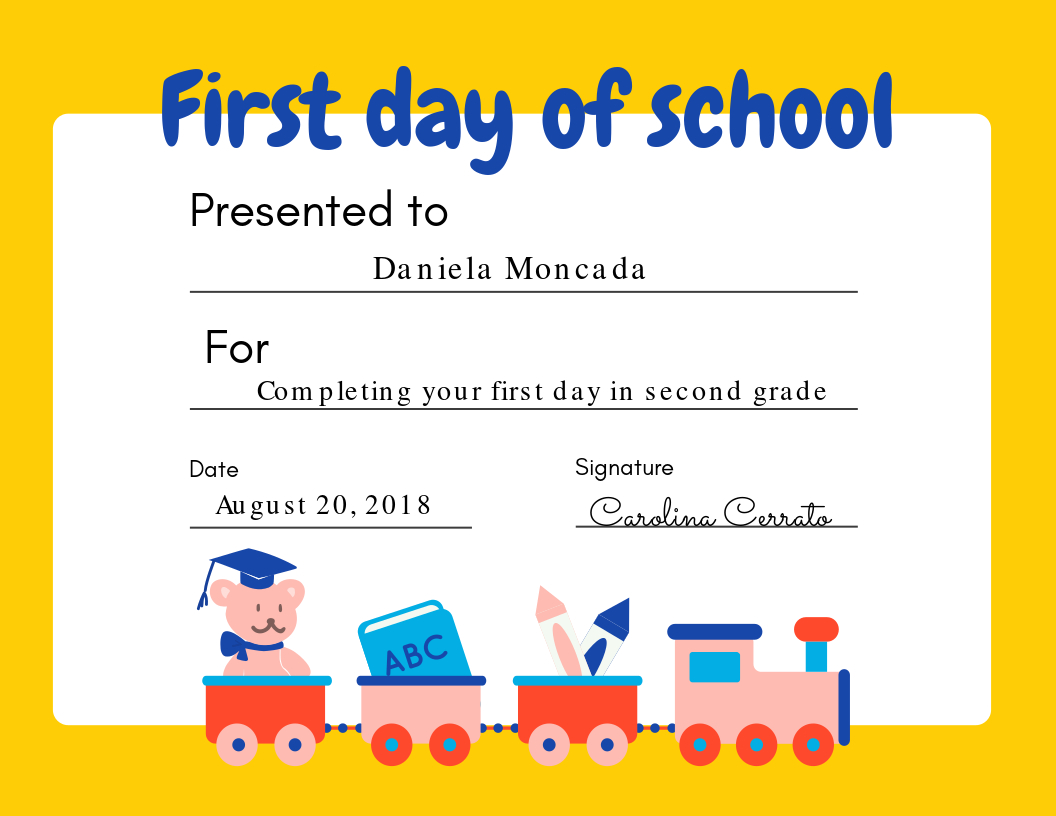 First day of school
Presented to
Daniela Moncada
For
Completing your first day in second grade
Date
August 20, 2018
Signature
Carolina Cerrato
ABC